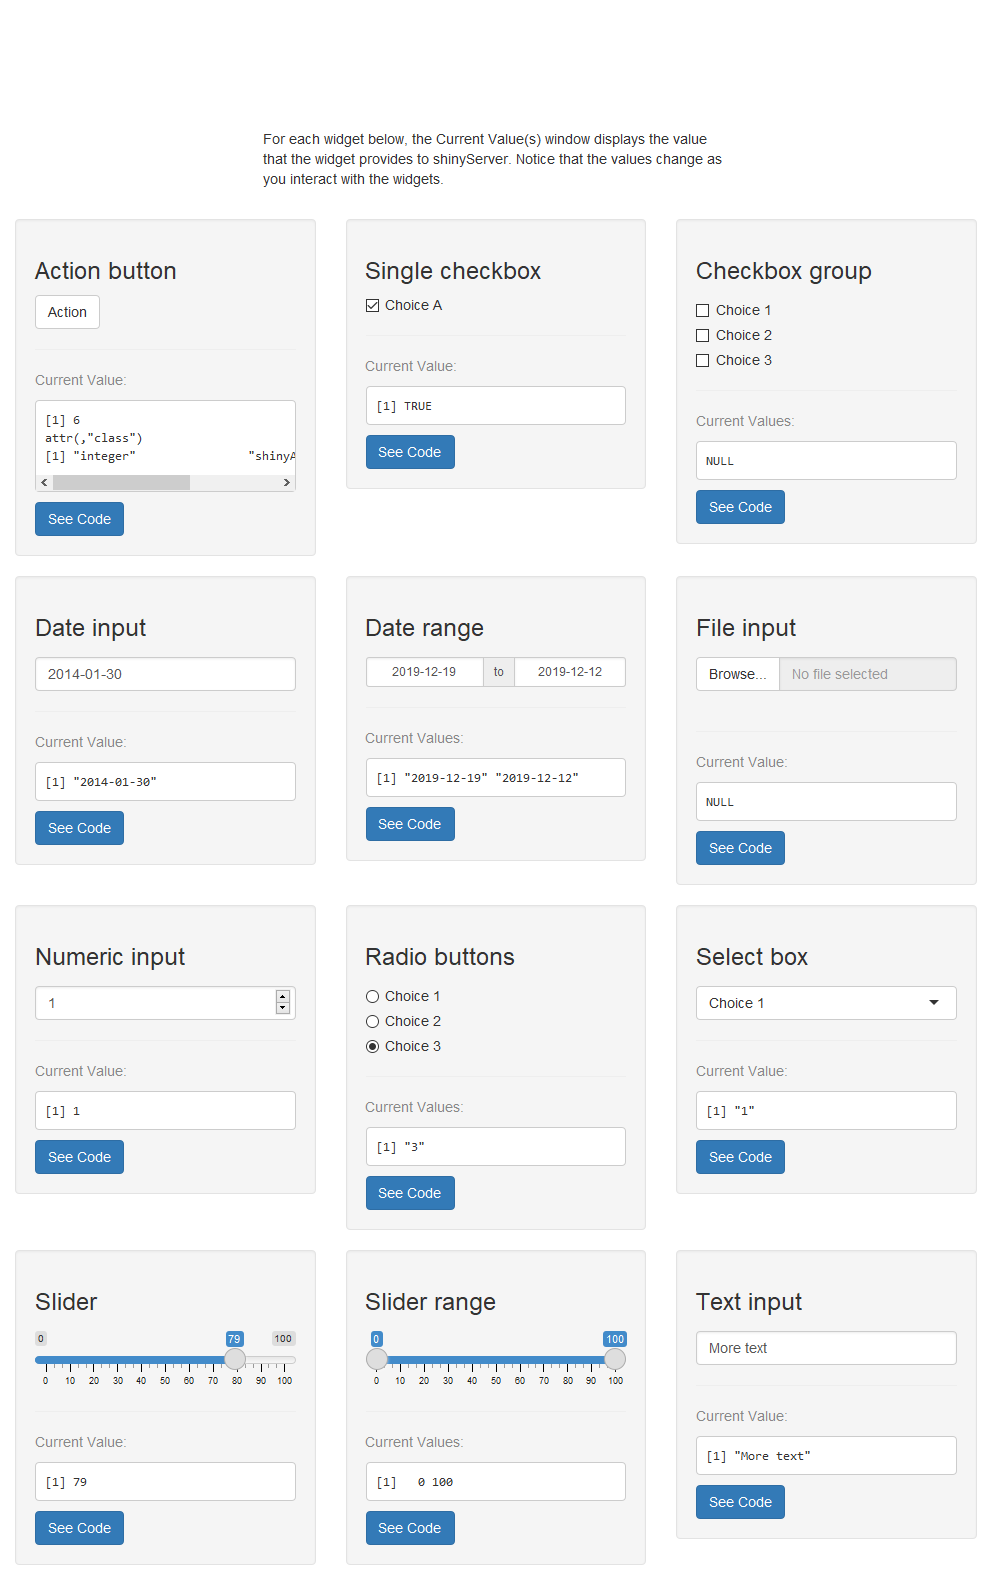 For each widget below, the Current Value(s) window displays the value
that the widget provides to shinyServer. Notice that the values change as
you interact with the widgets.
Action button
Action
Current Value:
[1] 6
attr(,"class")
[1] "integer" "shinyA
See Code
Single checkbox
Choice A
Current Value:
[1] TRUE
See Code
Checkbox group
Choice 1
Choice 2
Choice 3
Current Values:
NULL
See Code
Date input
2014-01-30
Current Value:
[1] "2014-01-30"
See Code
Date range
2019-12-19 to 2019-12-12
Current Values:
[1] "2019-12-19" "2019-12-12"
See Code
File input
Browse... No file selected
Current Value:
NULL
See Code
Numeric input
1
Current Value:
[1] 1
See Code
Radio buttons
Choice 1
Choice 2
Choice 3
Current Values:
[1] "3"
See Code
Select box
Choice 1
Current Value:
[1] "1"
See Code
Slider
0 79 100
0 10 20 30 40 50 60 70 80 90 100
Current Value:
[1] 79
See Code
Slider range
0 100
0 10 20 30 40 50 60 70 80 90 100
Current Values:
[1] 0 100
See Code
Text input
More text
Current Value:
[1] "More text"
See Code